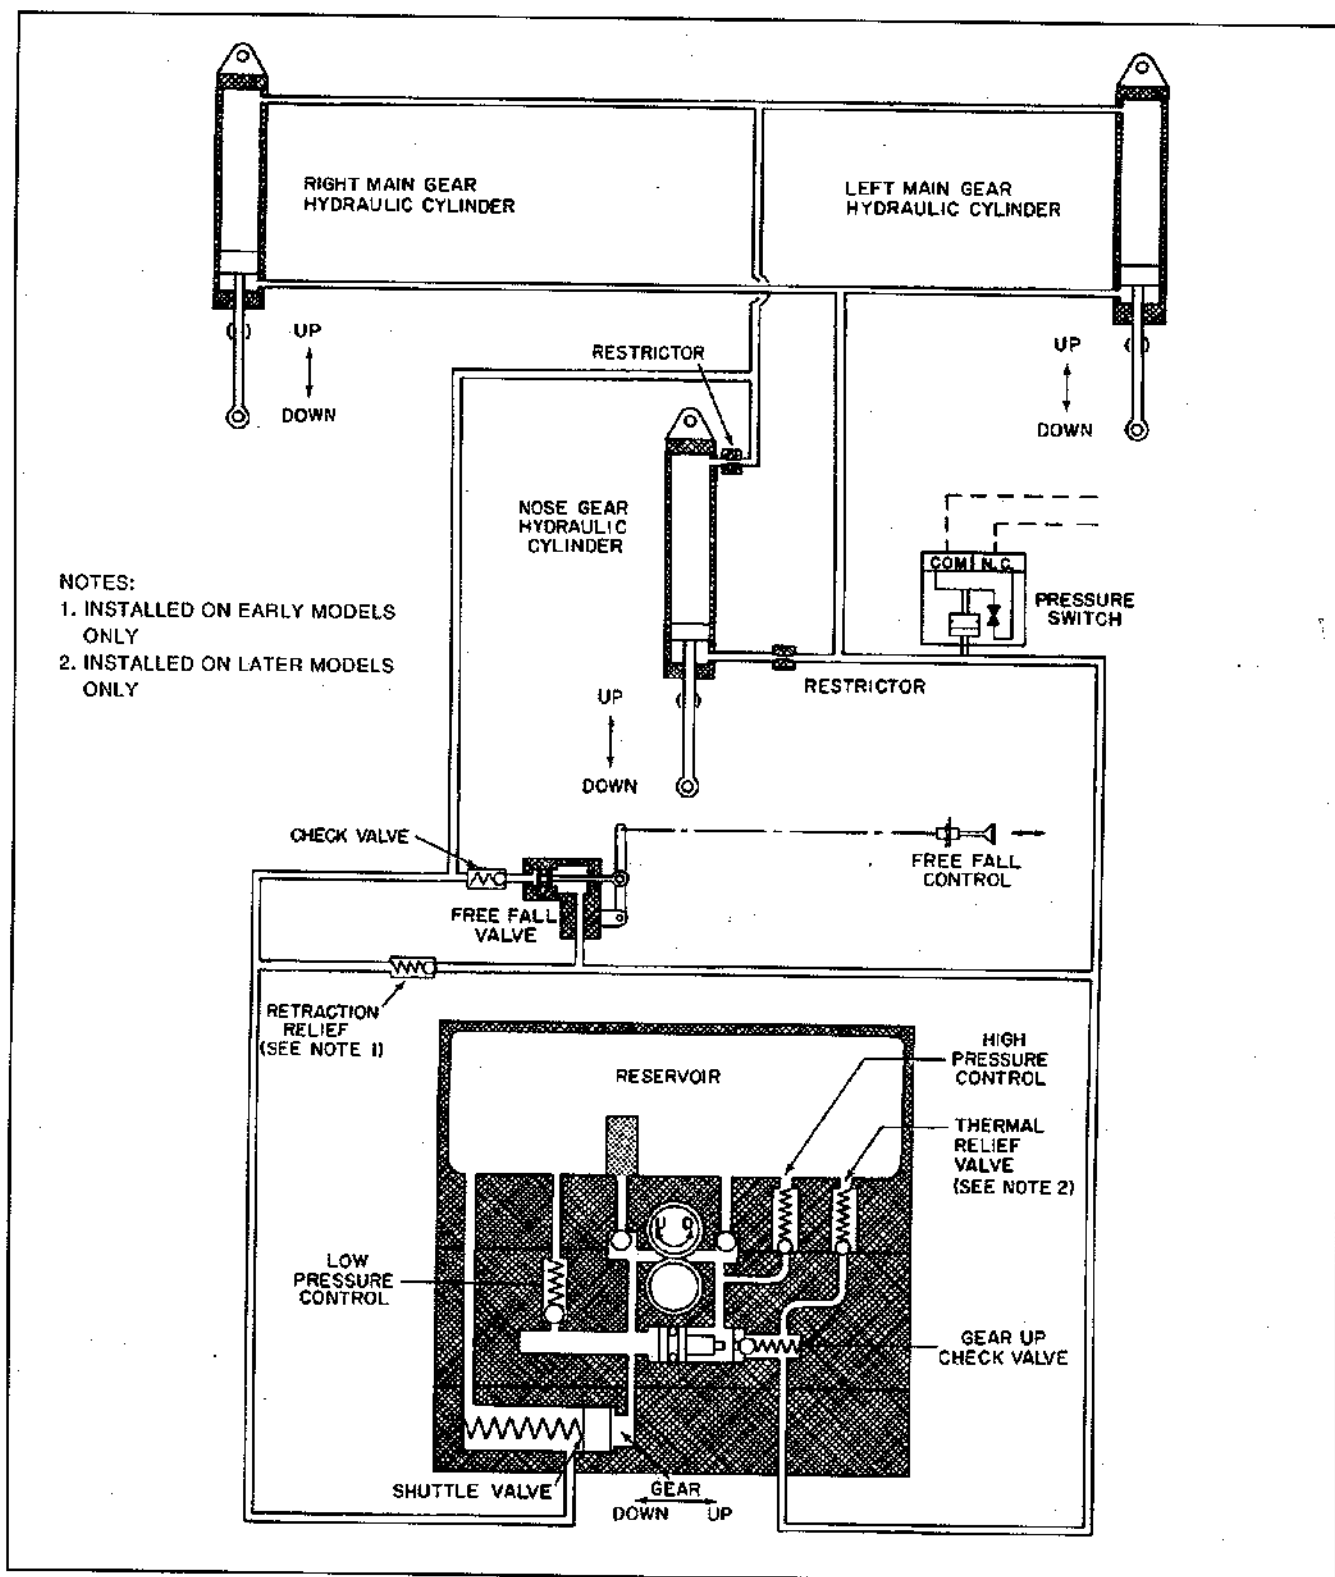 RIGHT MAIN GEAR
HYDRAULIC CYLINDER
LEFT MAIN GEAR
HYDRAULIC CYLINDER
UP
DOWN
RESTRICTOR
UP
DOWN
NOSE GEAR
HYDRAULIC
CYLINDER
COM
N.C.
PRESSURE
SWITCH
NOTES:
1. INSTALLED ON EARLY MODELS
ONLY
2. INSTALLED ON LATER MODELS
ONLY
RESTRICTOR
UP
DOWN
CHECK VALVE
FREE FALL
CONTROL
FREE FALL
VALVE
RETRACTION
RELIEF
(SEE NOTE 1)
RESERVOIR
HIGH
PRESSURE
CONTROL
THERMAL
RELIEF
VALVE
(SEE NOTE 2)
LOW
PRESSURE
CONTROL
GEAR UP
CHECK VALVE
SHUTTLE VALVE
GEAR
DOWN UP